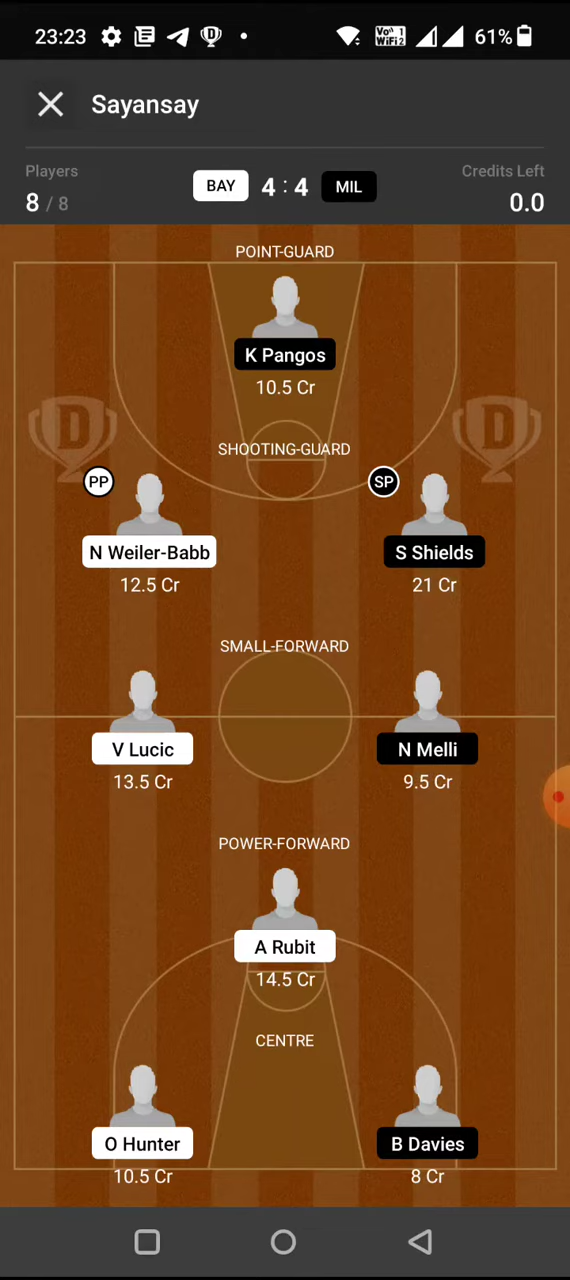 23:23
Vo)) 1
WiFi 2
61%
Sayansay
Players
Credits Left
8 / 8
BAY 4 : 4 MIL
0.0
POINT-GUARD
K Pangos
10.5 Cr
D
D
SHOOTING-GUARD
PP
SP
N Weiler-Babb
S Shields
12.5 Cr
21 Cr
SMALL-FORWARD
V Lucic
N Melli
13.5 Cr
9.5 Cr
POWER-FORWARD
A Rubit
14.5 Cr
CENTRE
O Hunter
B Davies
10.5 Cr
8 Cr